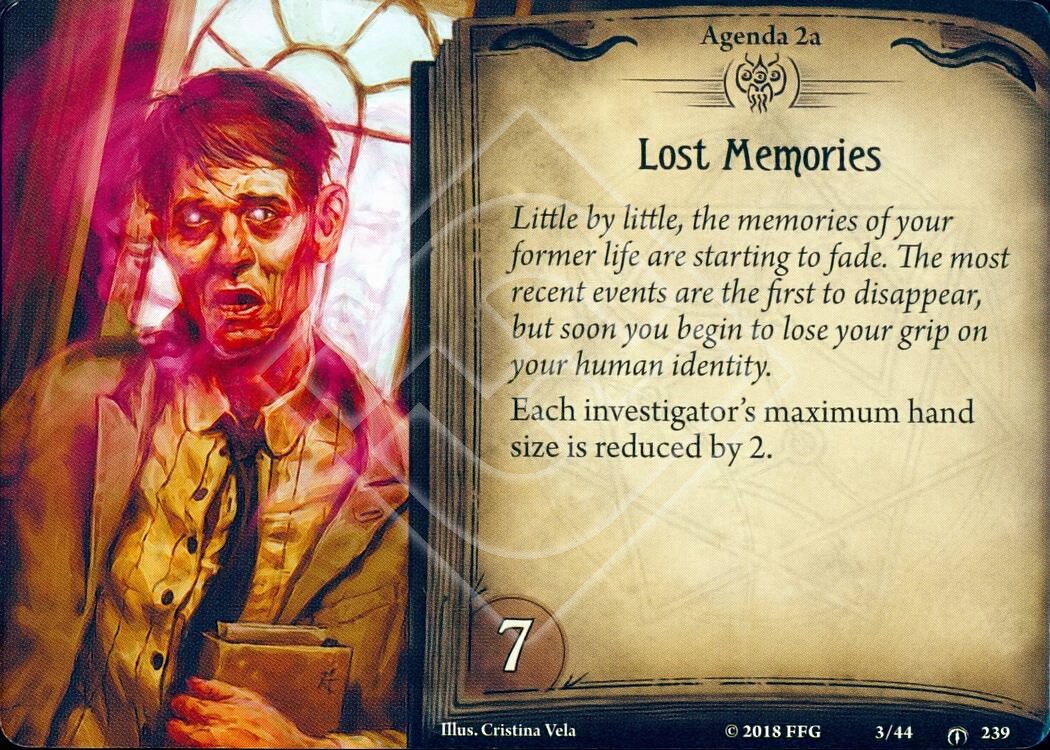 Agenda 2a
Lost Memories
Little by little, the memories of your
former life are starting to fade. The most
recent events are the first to disappear,
but soon you begin to lose your grip on
your human identity.
Each investigator's maximum hand
size is reduced by 2.
7
Illus. Cristina Vela
© 2018 FFG
3/44
239